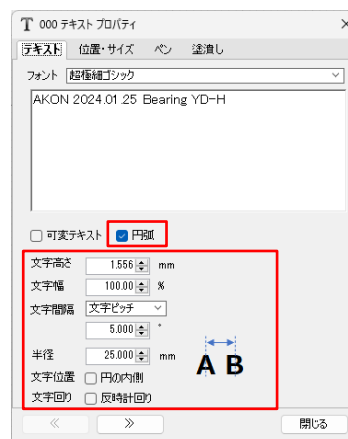 000 テキスト プロパティ
テキスト 位置・サイズ ペン 塗潰し
フォント 超極細ゴシック
AKON 2024.01.25 Bearing YD-H
可変テキスト 円弧
文字高さ 1.556 mm
文字幅 100.00 %
文字間隔 文字ピッチ
5.000 °
半径 25.000 mm
A B
文字位置 円の内側
文字回り 反時計回り
閉じる